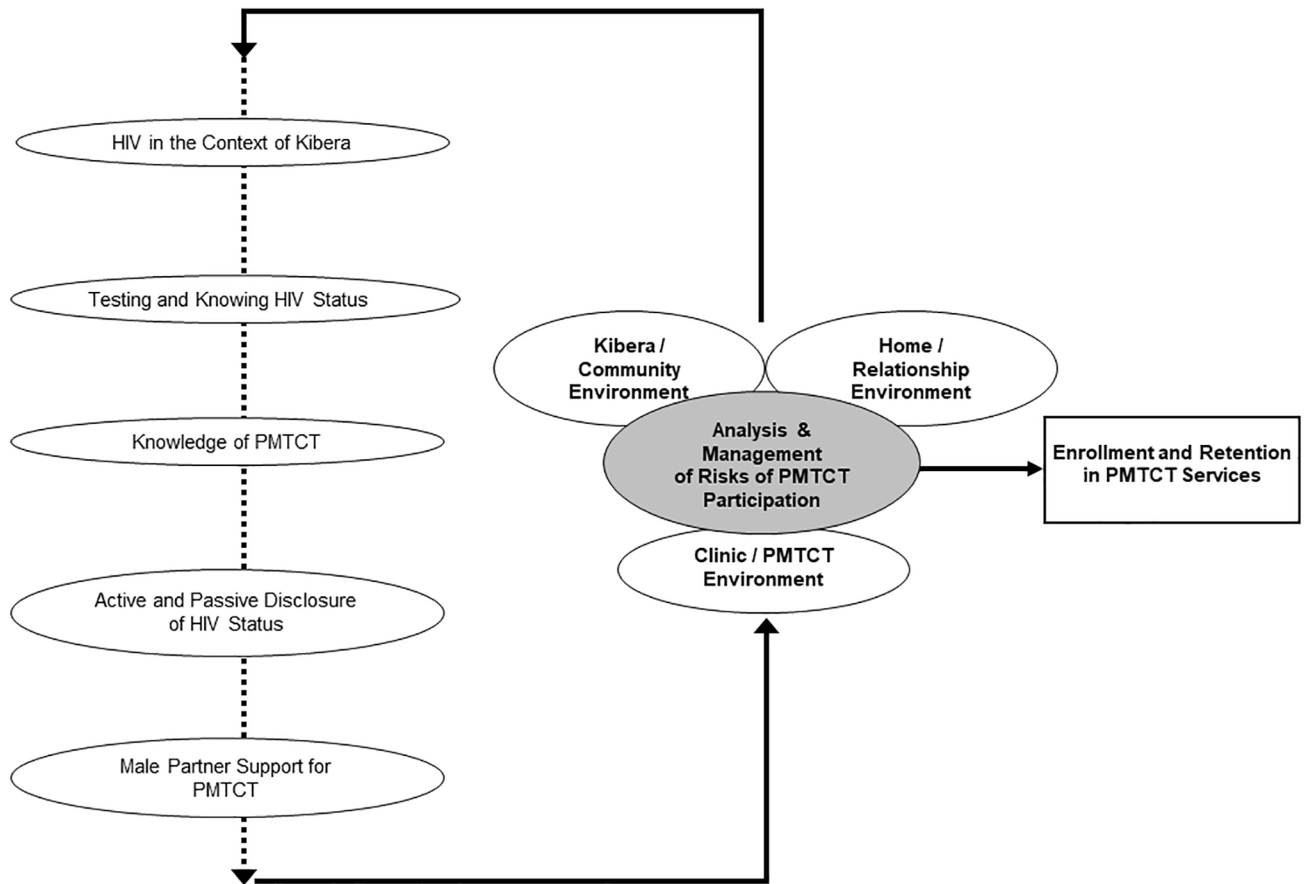 HIV in the Context of Kibera
Testing and Knowing HIV Status
Knowledge of PMTCT
Active and Passive Disclosure
of HIV Status
Male Partner Support for
PMTCT
Kibera /
Community
Environment
Home /
Relationship
Environment
Analysis &
Management
of Risks of PMTCT
Participation
Clinic / PMTCT
Environment
Enrollment and Retention
in PMTCT Services